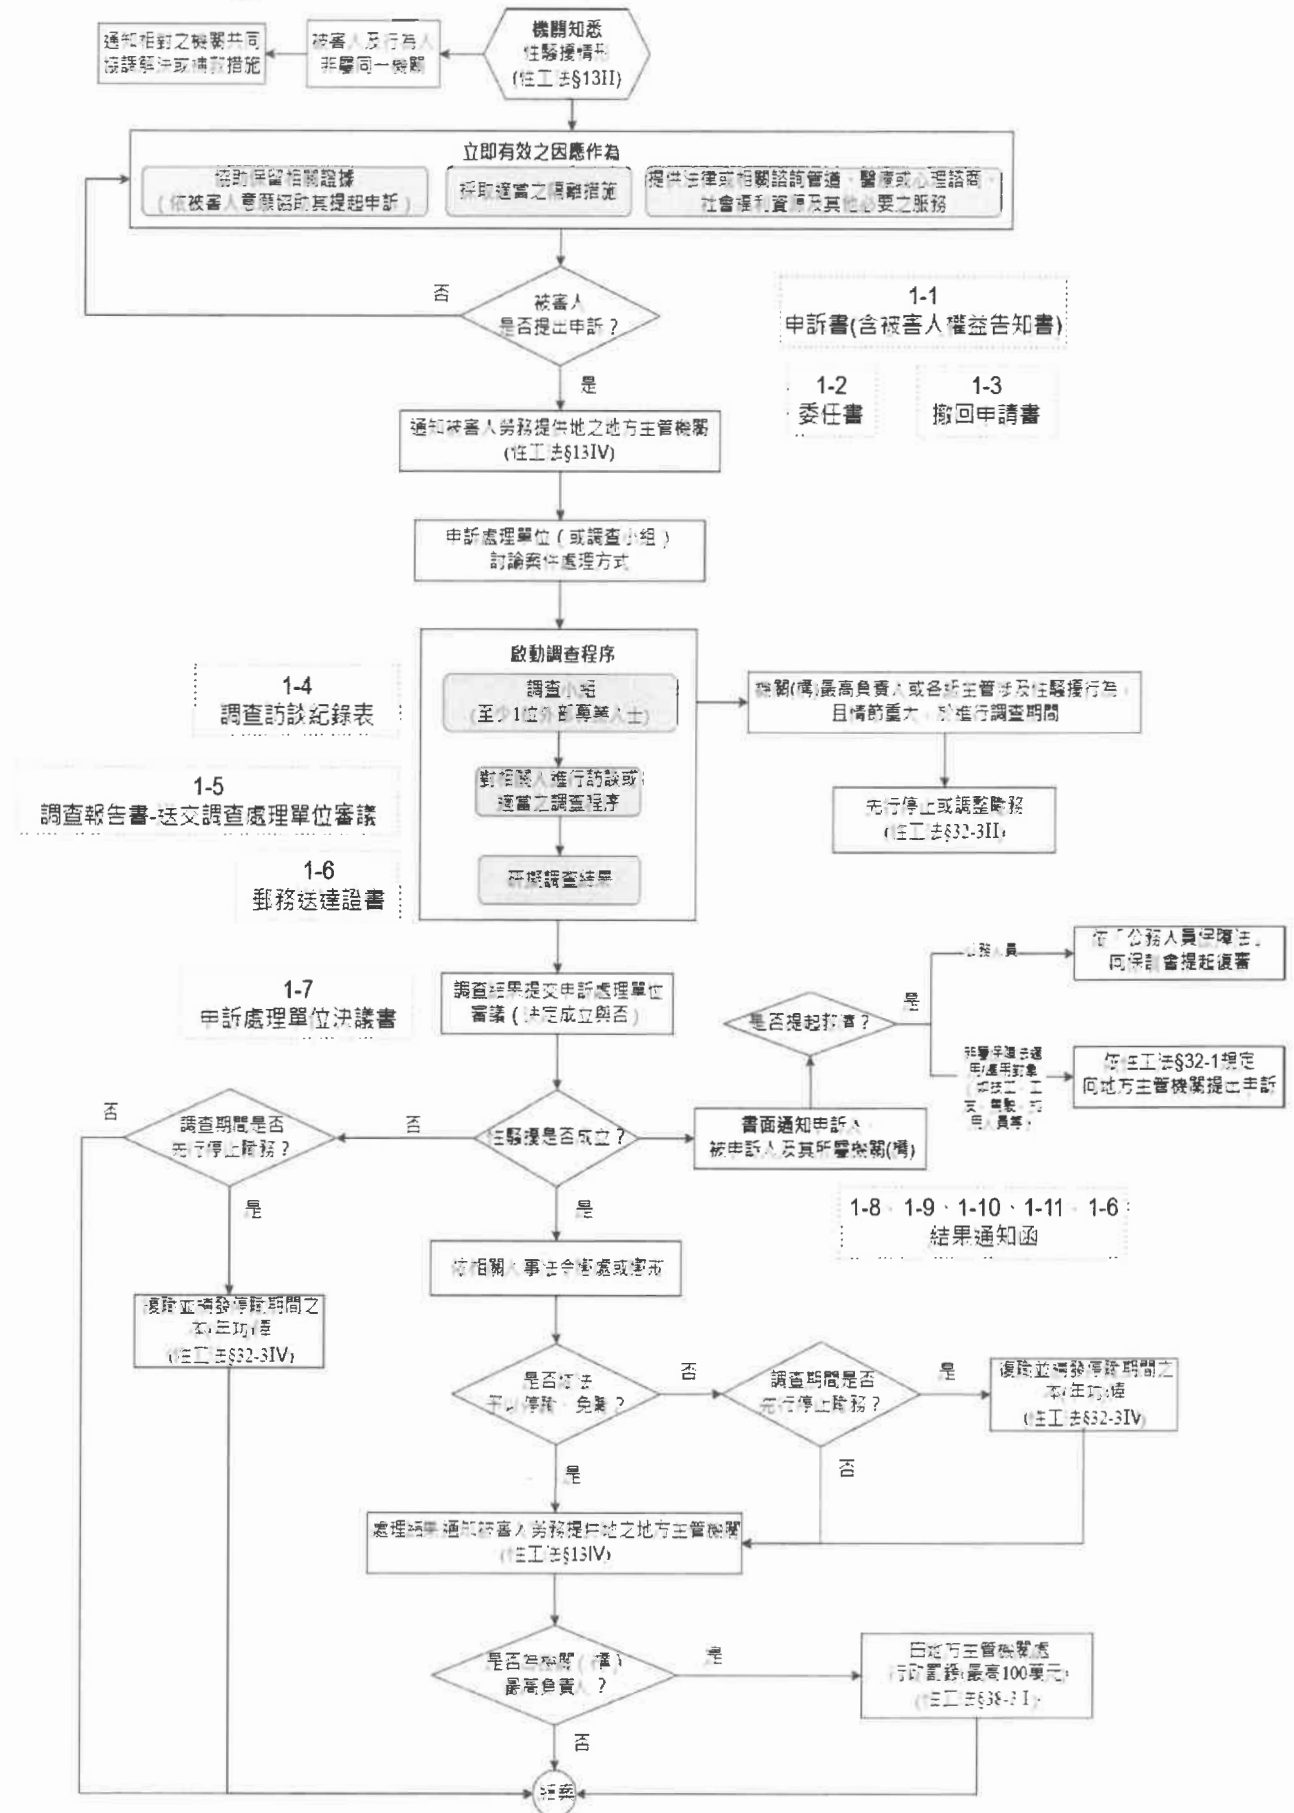 機關知悉
性騷擾情形
(性工法§13II)
被害人及行為人
非屬同一機關
通知相對之機關共同
協調解決或補救措施
立即有效之因應作為
協助保留相關證據
(依被害人意願協助其提起申訴)
採取適當之隔離措施
提供法律或相關諮詢管道、醫療或心理諮商、
社會福利資源及其他必要之服務
否
被害人
是否提出申訴？
是
1-1
申訴書(含被害人權益告知書)
1-2
委任書
1-3
撤回申請書
通知被害人勞務提供地之地方主管機關
(性工法§13IV)
申訴處理單位（或調查小組）
討論案件處理方式
啟動調查程序
調查小組
(至少1位外部專業人士)
對相關人進行訪談或
適當之調查程序
研擬調查結果
1-4
調查訪談紀錄表
1-5
調查報告書-送交調查處理單位審議
1-6
郵務送達證書
機關(構)最高負責人或各級主管涉及性騷擾行為，
且情節重大，於進行調查期間
先行停止或調整職務
(性工法§32-3II)
1-7
申訴處理單位決議書
調查結果提交申訴處理單位
審議（決定成立與否）
是否提起救濟？
是
公務人員
依「公務人員保障法」
向保訓會提起復審
非屬保障法適
用/準用對象
(如技工、工
友、駕駛、約
用人員等)
依性工法§32-1規定
向地方主管機關提出申訴
否
調查期間是否
先行停止職務？
否
性騷擾是否成立？
書面通知申訴人、
被申訴人及其所屬機關(構)
是
是
1-8、1-9、1-10、1-11、1-6
結果通知函
依相關人事法令懲處或懲戒
復職並補發停職期間之
本(年功)俸
(性工法§32-3IV)
是否依法
予以停職、免職？
否
調查期間是否
先行停止職務？
是
復職並補發停職期間之
本(年功)俸
(性工法§32-3IV)
是
否
處理結果通知被害人勞務提供地之地方主管機關
(性工法§13IV)
是否為機關（構）
最高負責人？
是
由地方主管機關處
行政罰鍰(最高100萬元)
(性工法§38-3 I)
否
結案